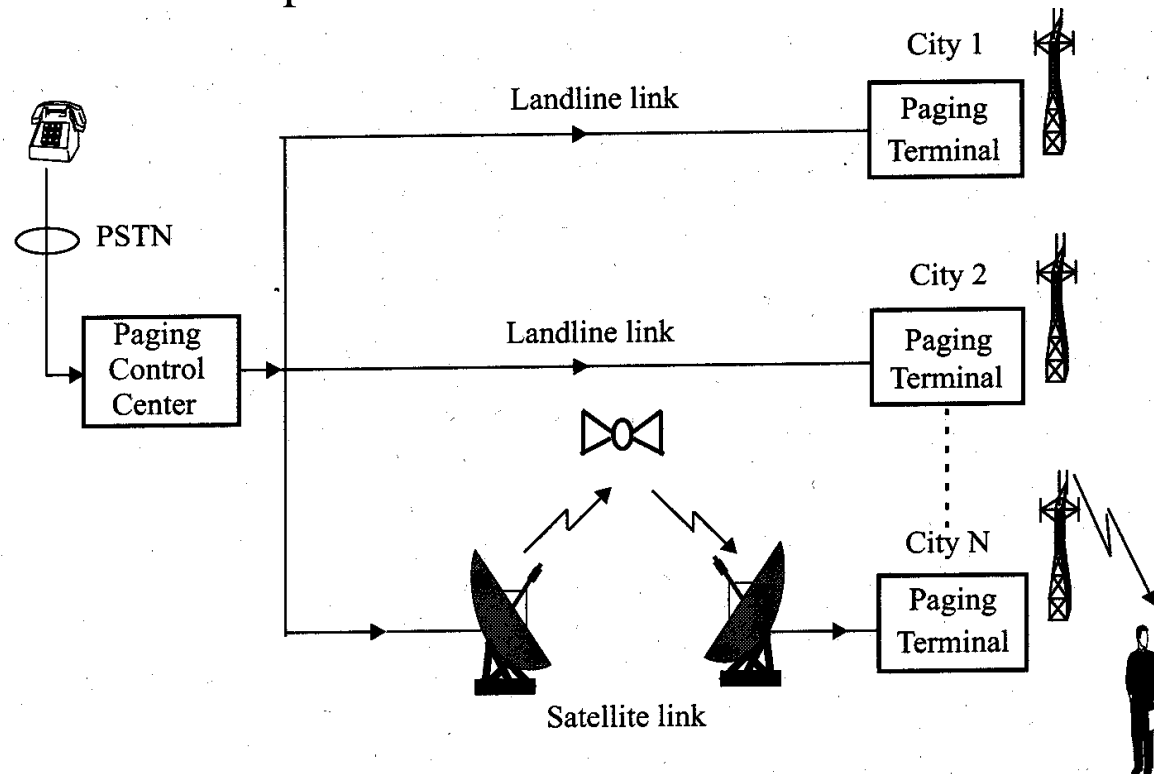 City 1
Landline link
Paging
Terminal
PSTN
City 2
Landline link
Paging
Control
Center
Paging
Terminal
City N
Paging
Terminal
Satellite link